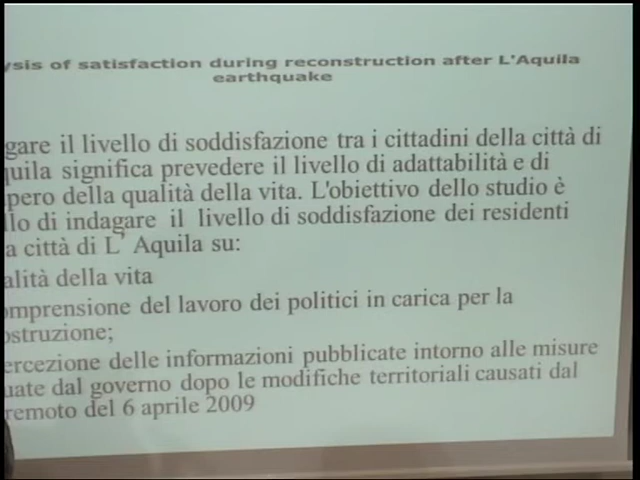 ysis of satisfaction during reconstruction after L'Aquila
earthquake
gare il livello di soddisfazione tra i cittadini della città di
quila significa prevedere il livello di adattabilità e di
pero della qualità della vita. L'obiettivo dello studio è
llo di indagare il livello di soddisfazione dei residenti
a città di L' Aquila su:
alità della vita
omprensione del lavoro dei politici in carica per la
ostruzione;
ercezione delle informazioni pubblicate intorno alle misure
uate dal governo dopo le modifiche territoriali causati dal
remoto del 6 aprile 2009